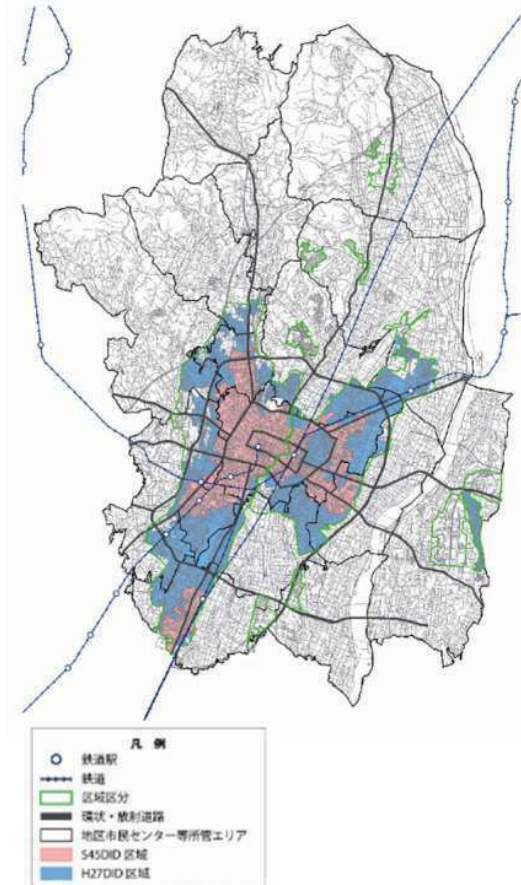 凡 例
鉄道駅
鉄道
区域区分
環状・放射道路
地区市民センター等所管エリア
S45DID 区域
H27DID 区域